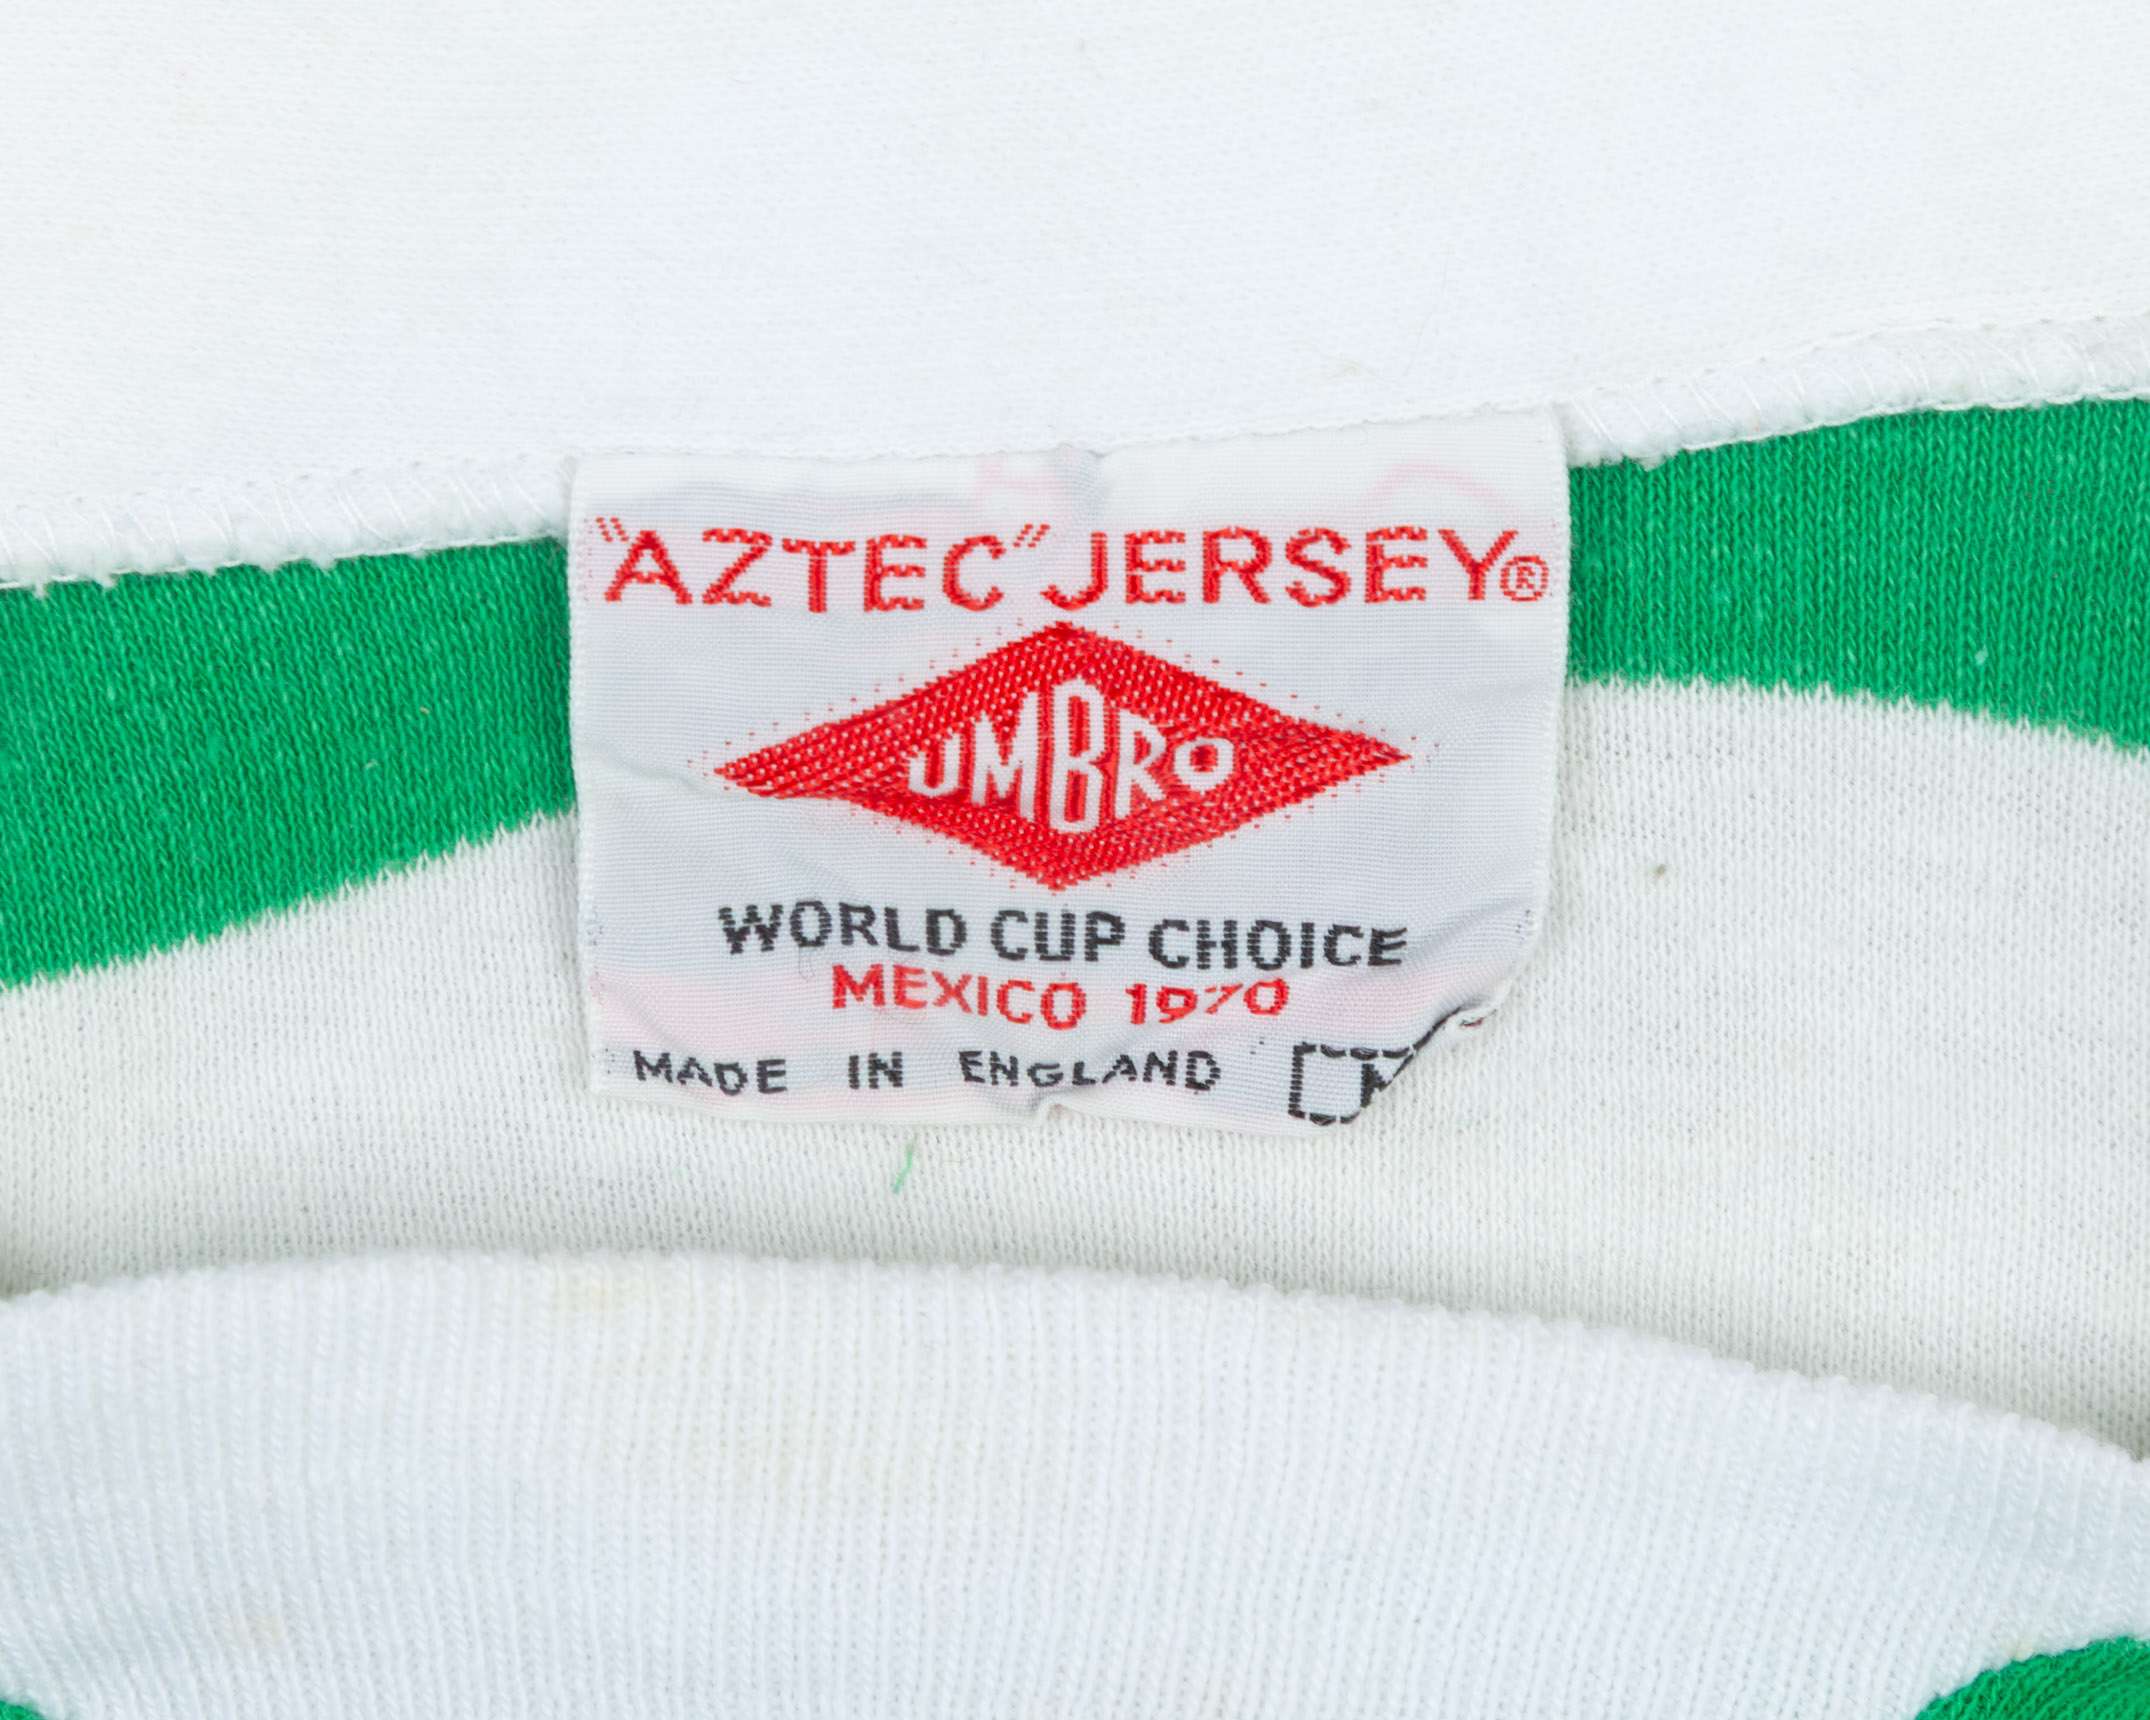 "AZTEC" JERSEY®
UMBRO
WORLD CUP CHOICE
MEXICO 1970
MADE IN ENGLAND